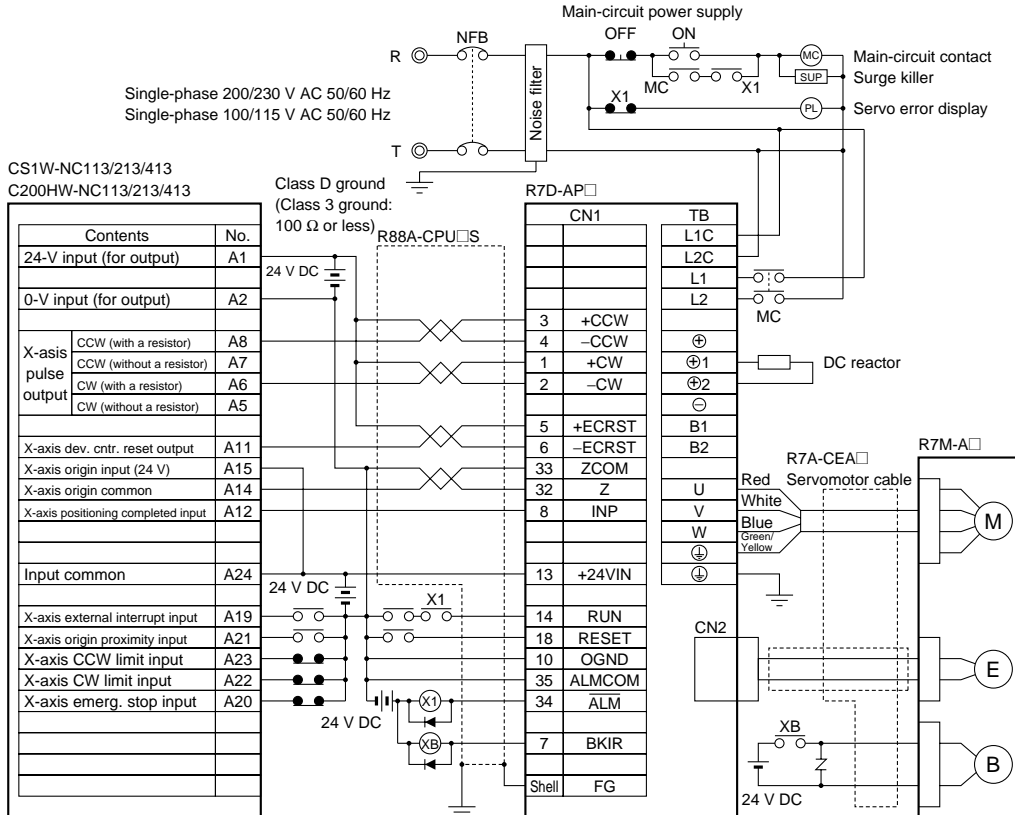 Main-circuit power supply
OFF ON
NFB
R
MC
Main-circuit contact
SUP
Surge killer
MC X1
X1
PL
Servo error display
Noise filter
Single-phase 200/230 V AC 50/60 Hz
Single-phase 100/115 V AC 50/60 Hz
T
CS1W-NC113/213/413
C200HW-NC113/213/413
Class D ground
(Class 3 ground:
100 Ω or less)
R88A-CPU□S
R7D-AP□
CN1 TB
Contents No.
24-V input (for output) A1
24 V DC
0-V input (for output) A2
X-asis
pulse
output
CCW (with a resistor) A8
CCW (without a resistor) A7
CW (with a resistor) A6
CW (without a resistor) A5
X-axis dev. cntr. reset output A11
X-axis origin input (24 V) A15
X-axis origin common A14
X-axis positioning completed input A12
Input common A24
24 V DC
X-axis external interrupt input A19
X-axis origin proximity input A21
X-axis CCW limit input A23
X-axis CW limit input A22
X-axis emerg. stop input A20
X1
24 V DC
X1
XB
3 +CCW
4 −CCW
1 +CW
2 −CW
5 +ECRST
6 −ECRST
33 ZCOM
32 Z
8 INP
13 +24VIN
14 RUN
18 RESET
10 OGND
35 ALMCOM
34 ALM
7 BKIR
Shell FG
L1C
L2C
L1
L2
MC
⊕
⊕1
⊕2
⊖
B1
B2
U
V
W
DC reactor
R7A-CEA□
Servomotor cable
R7M-A□
Red
White
Blue
Green/
Yellow
M
CN2
E
XB
24 V DC
B